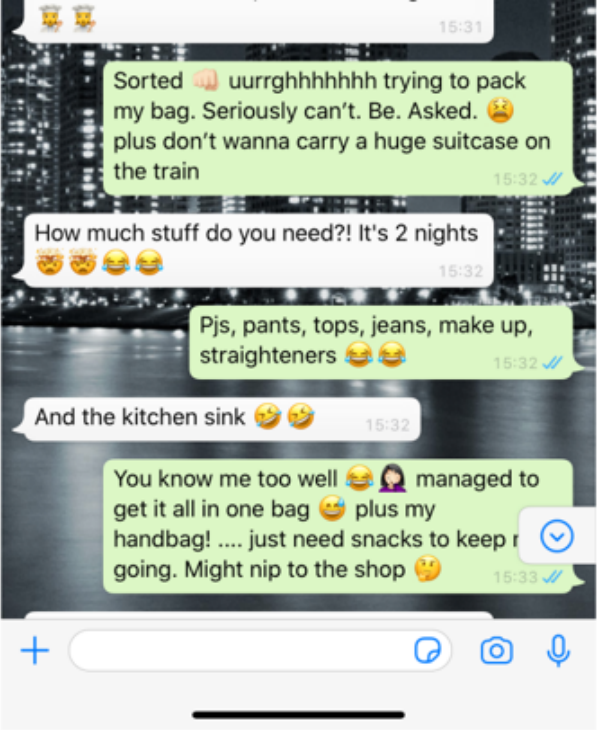 👨‍🍳 👨‍🍳
15:31
Sorted 👊🏻 uurrghhhhhhh trying to pack
my bag. Seriously can't. Be. Asked. 😫
plus don't wanna carry a huge suitcase on
the train
15:32
How much stuff do you need?! It's 2 nights
🤯 🤯 😂 😂
15:32
Pjs, pants, tops, jeans, make up,
straighteners 😂 😂
15:32
And the kitchen sink 🤣 🤣
15:32
You know me too well 😂 🤦🏻‍♀️ managed to
get it all in one bag 😅 plus my
handbag! .... just need snacks to keep
going. Might nip to the shop 🤔
15:33